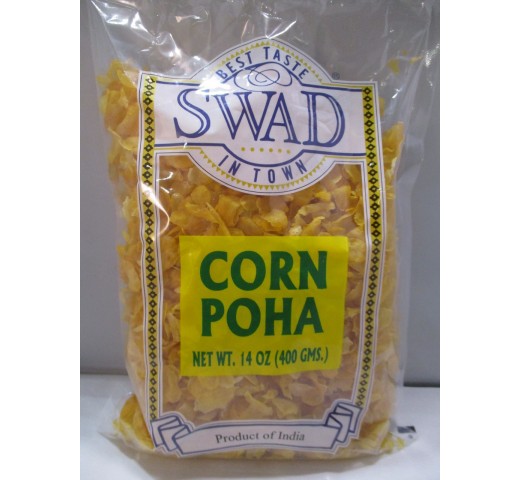 BEST TASTE
SWAD
IN TOWN
CORN
POHA
NET WT. 14 OZ (400 GMS.)
Product of India